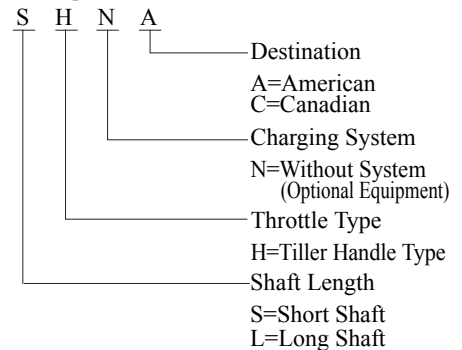 S H N A
Destination
A=American
C=Canadian
Charging System
N=Without System
(Optional Equipment)
Throttle Type
H=Tiller Handle Type
Shaft Length
S=Short Shaft
L=Long Shaft